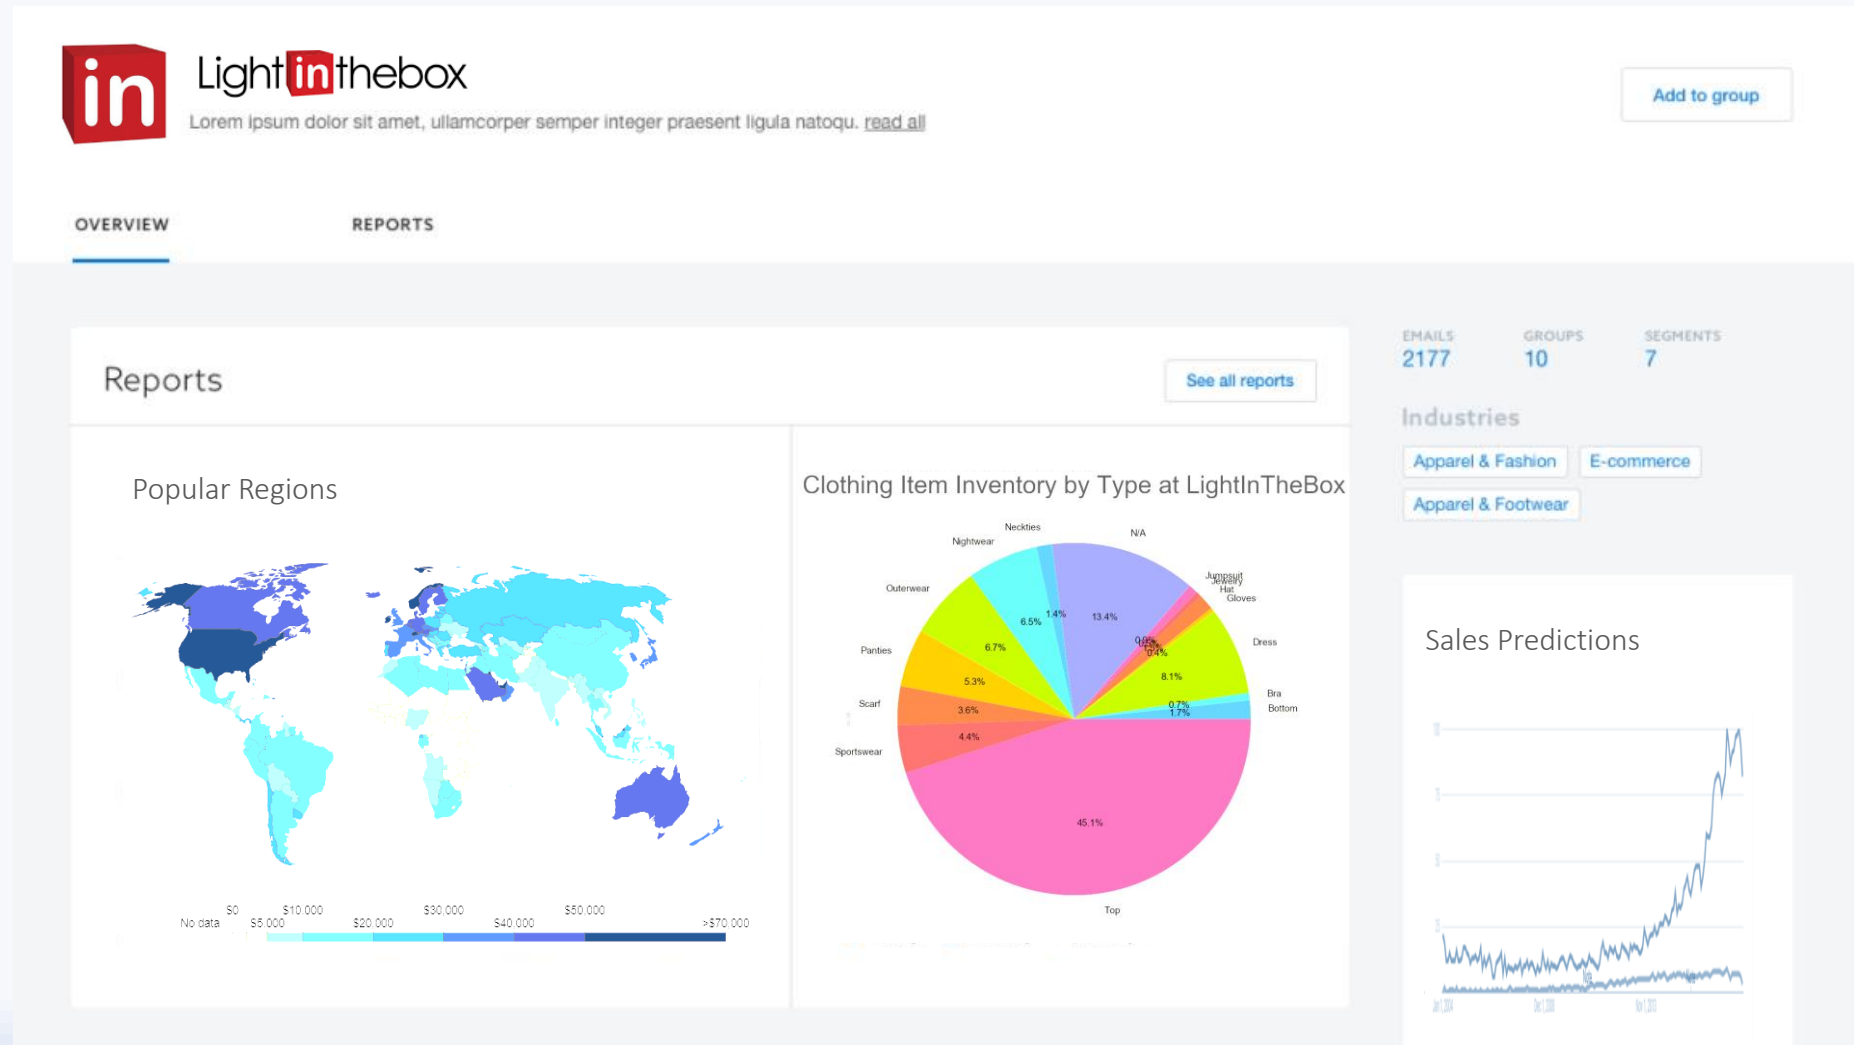 in
Lightinthebox
Lorem ipsum dolor sit amet, ullamcorper semper integer praesent ligula natoqu. read all
Add to group
OVERVIEW
REPORTS
Reports
See all reports
EMAILS
GROUPS
SEGMENTS
2177
10
7
Industries
Apparel & Fashion
E-commerce
Apparel & Footwear
Popular Regions
No data
$0
$5,000
$10,000
$20,000
$30,000
$40,000
$50,000
>$70,000
Clothing Item Inventory by Type at LightInTheBox
Neckties
N/A
Nightwear
Jumpsuit
Jewelry
Hat
Gloves
Outerwear
Dress
Panties
Bra
Scarf
Bottom
Sportswear
Top
1.4%
13.4%
6.5%
6.7%
0.4%
8.1%
5.3%
0.7%
3.6%
1.7%
4.4%
45.1%
Sales Predictions